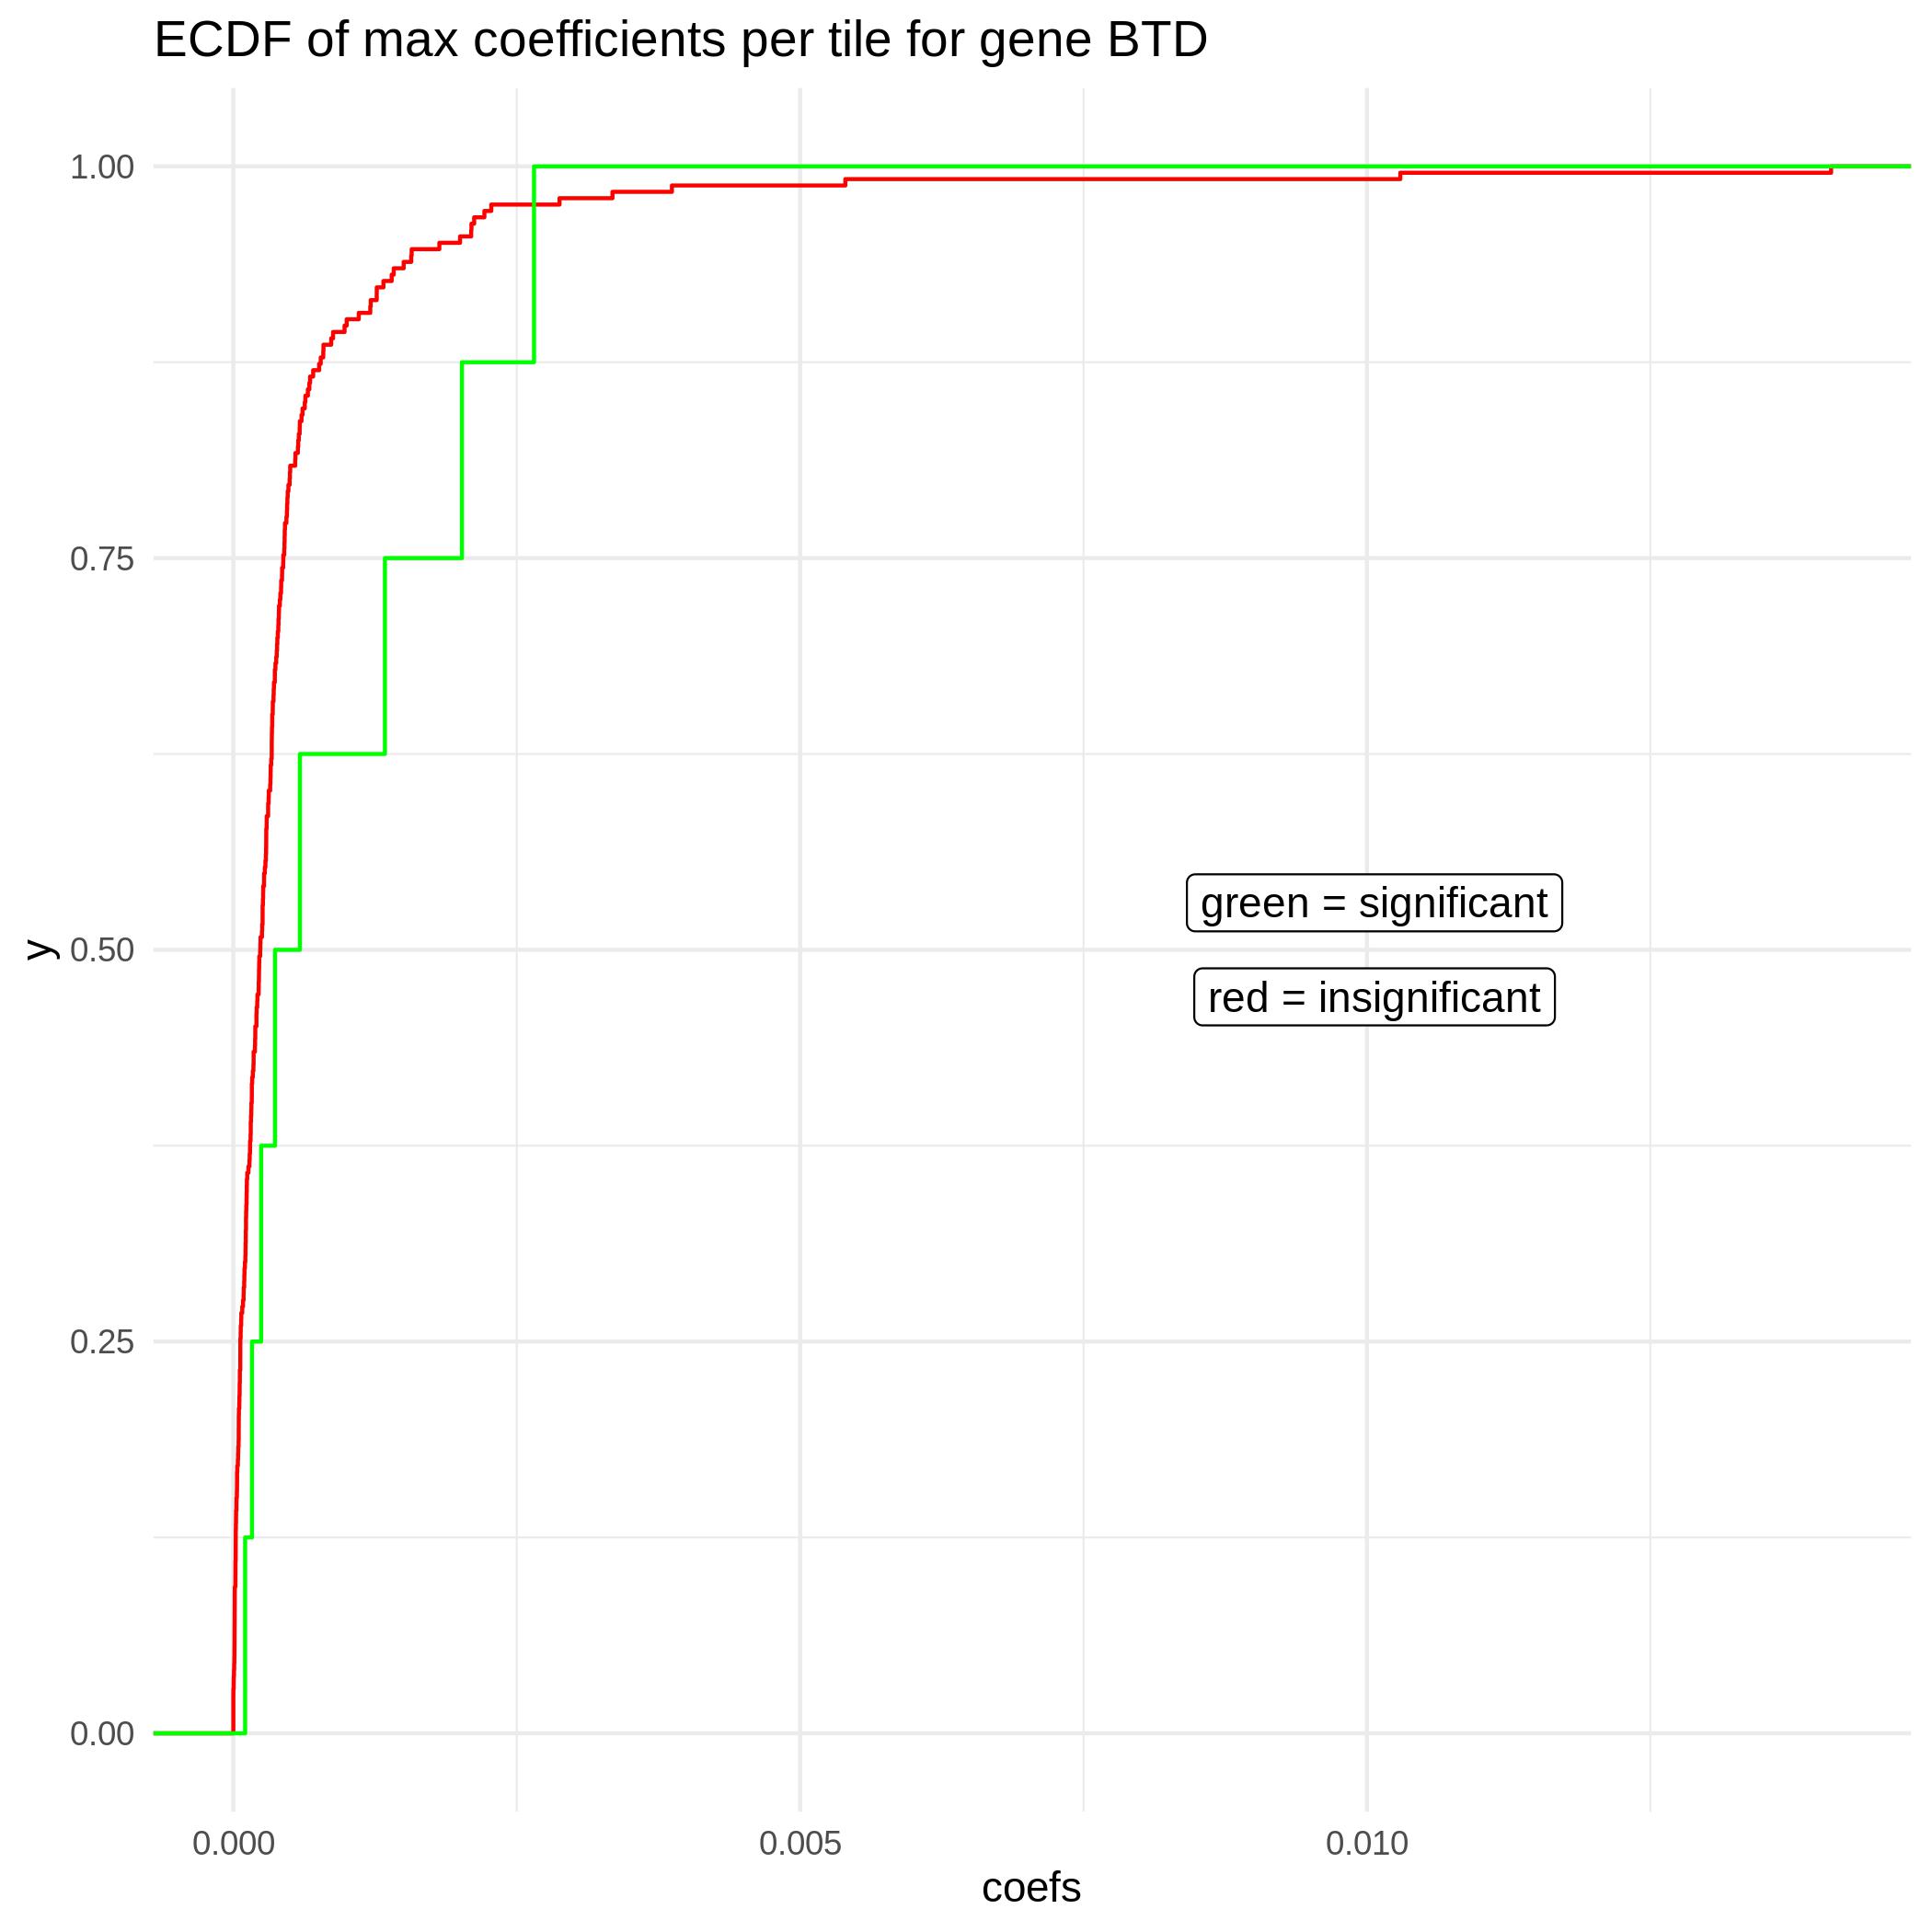 ECDF of max coefficients per tile for gene BTD
1.00
0.75
0.50
0.25
0.00
y
green = significant
red = insignificant
0.000
0.005
0.010
coefs